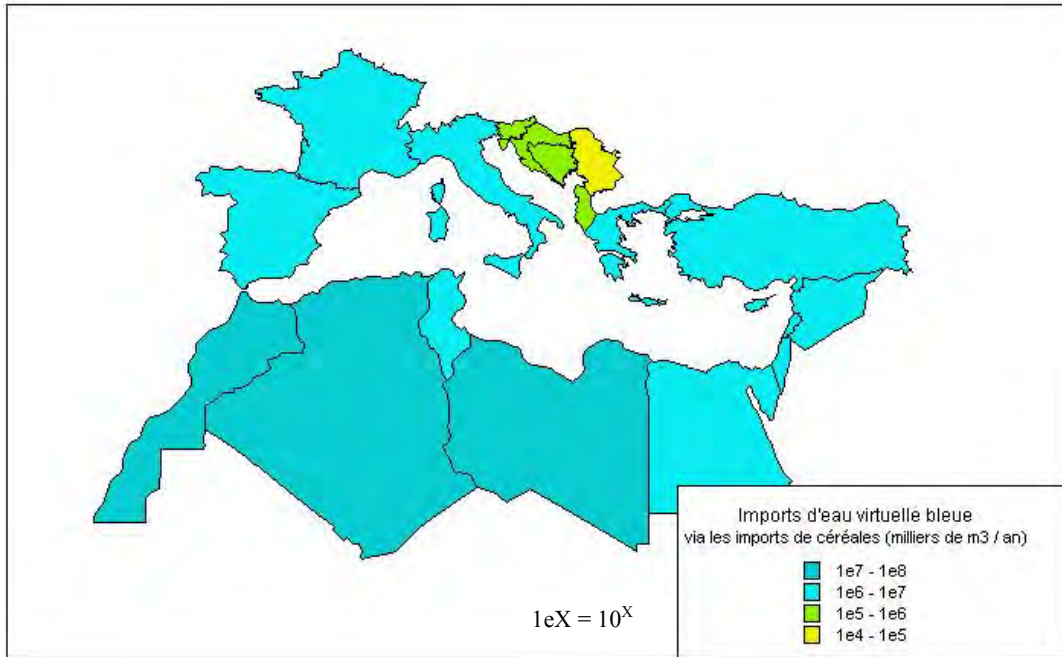 Imports d'eau virtuelle bleue
via les imports de céréales (milliers de m3 / an)
1e7 - 1e8
1e6 - 1e7
1e5 - 1e6
1e4 - 1e5
1eX = 10^X